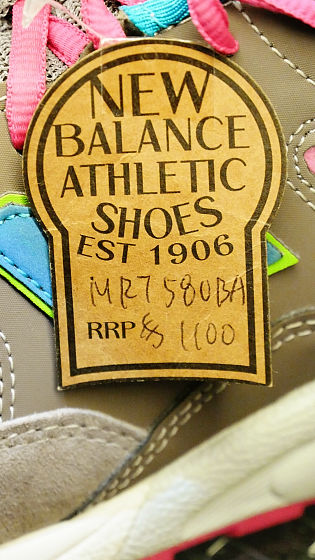 NEW
BALANCE
ATHLETIC
SHOES
EST 1906
MRT580BA
RRP 1100